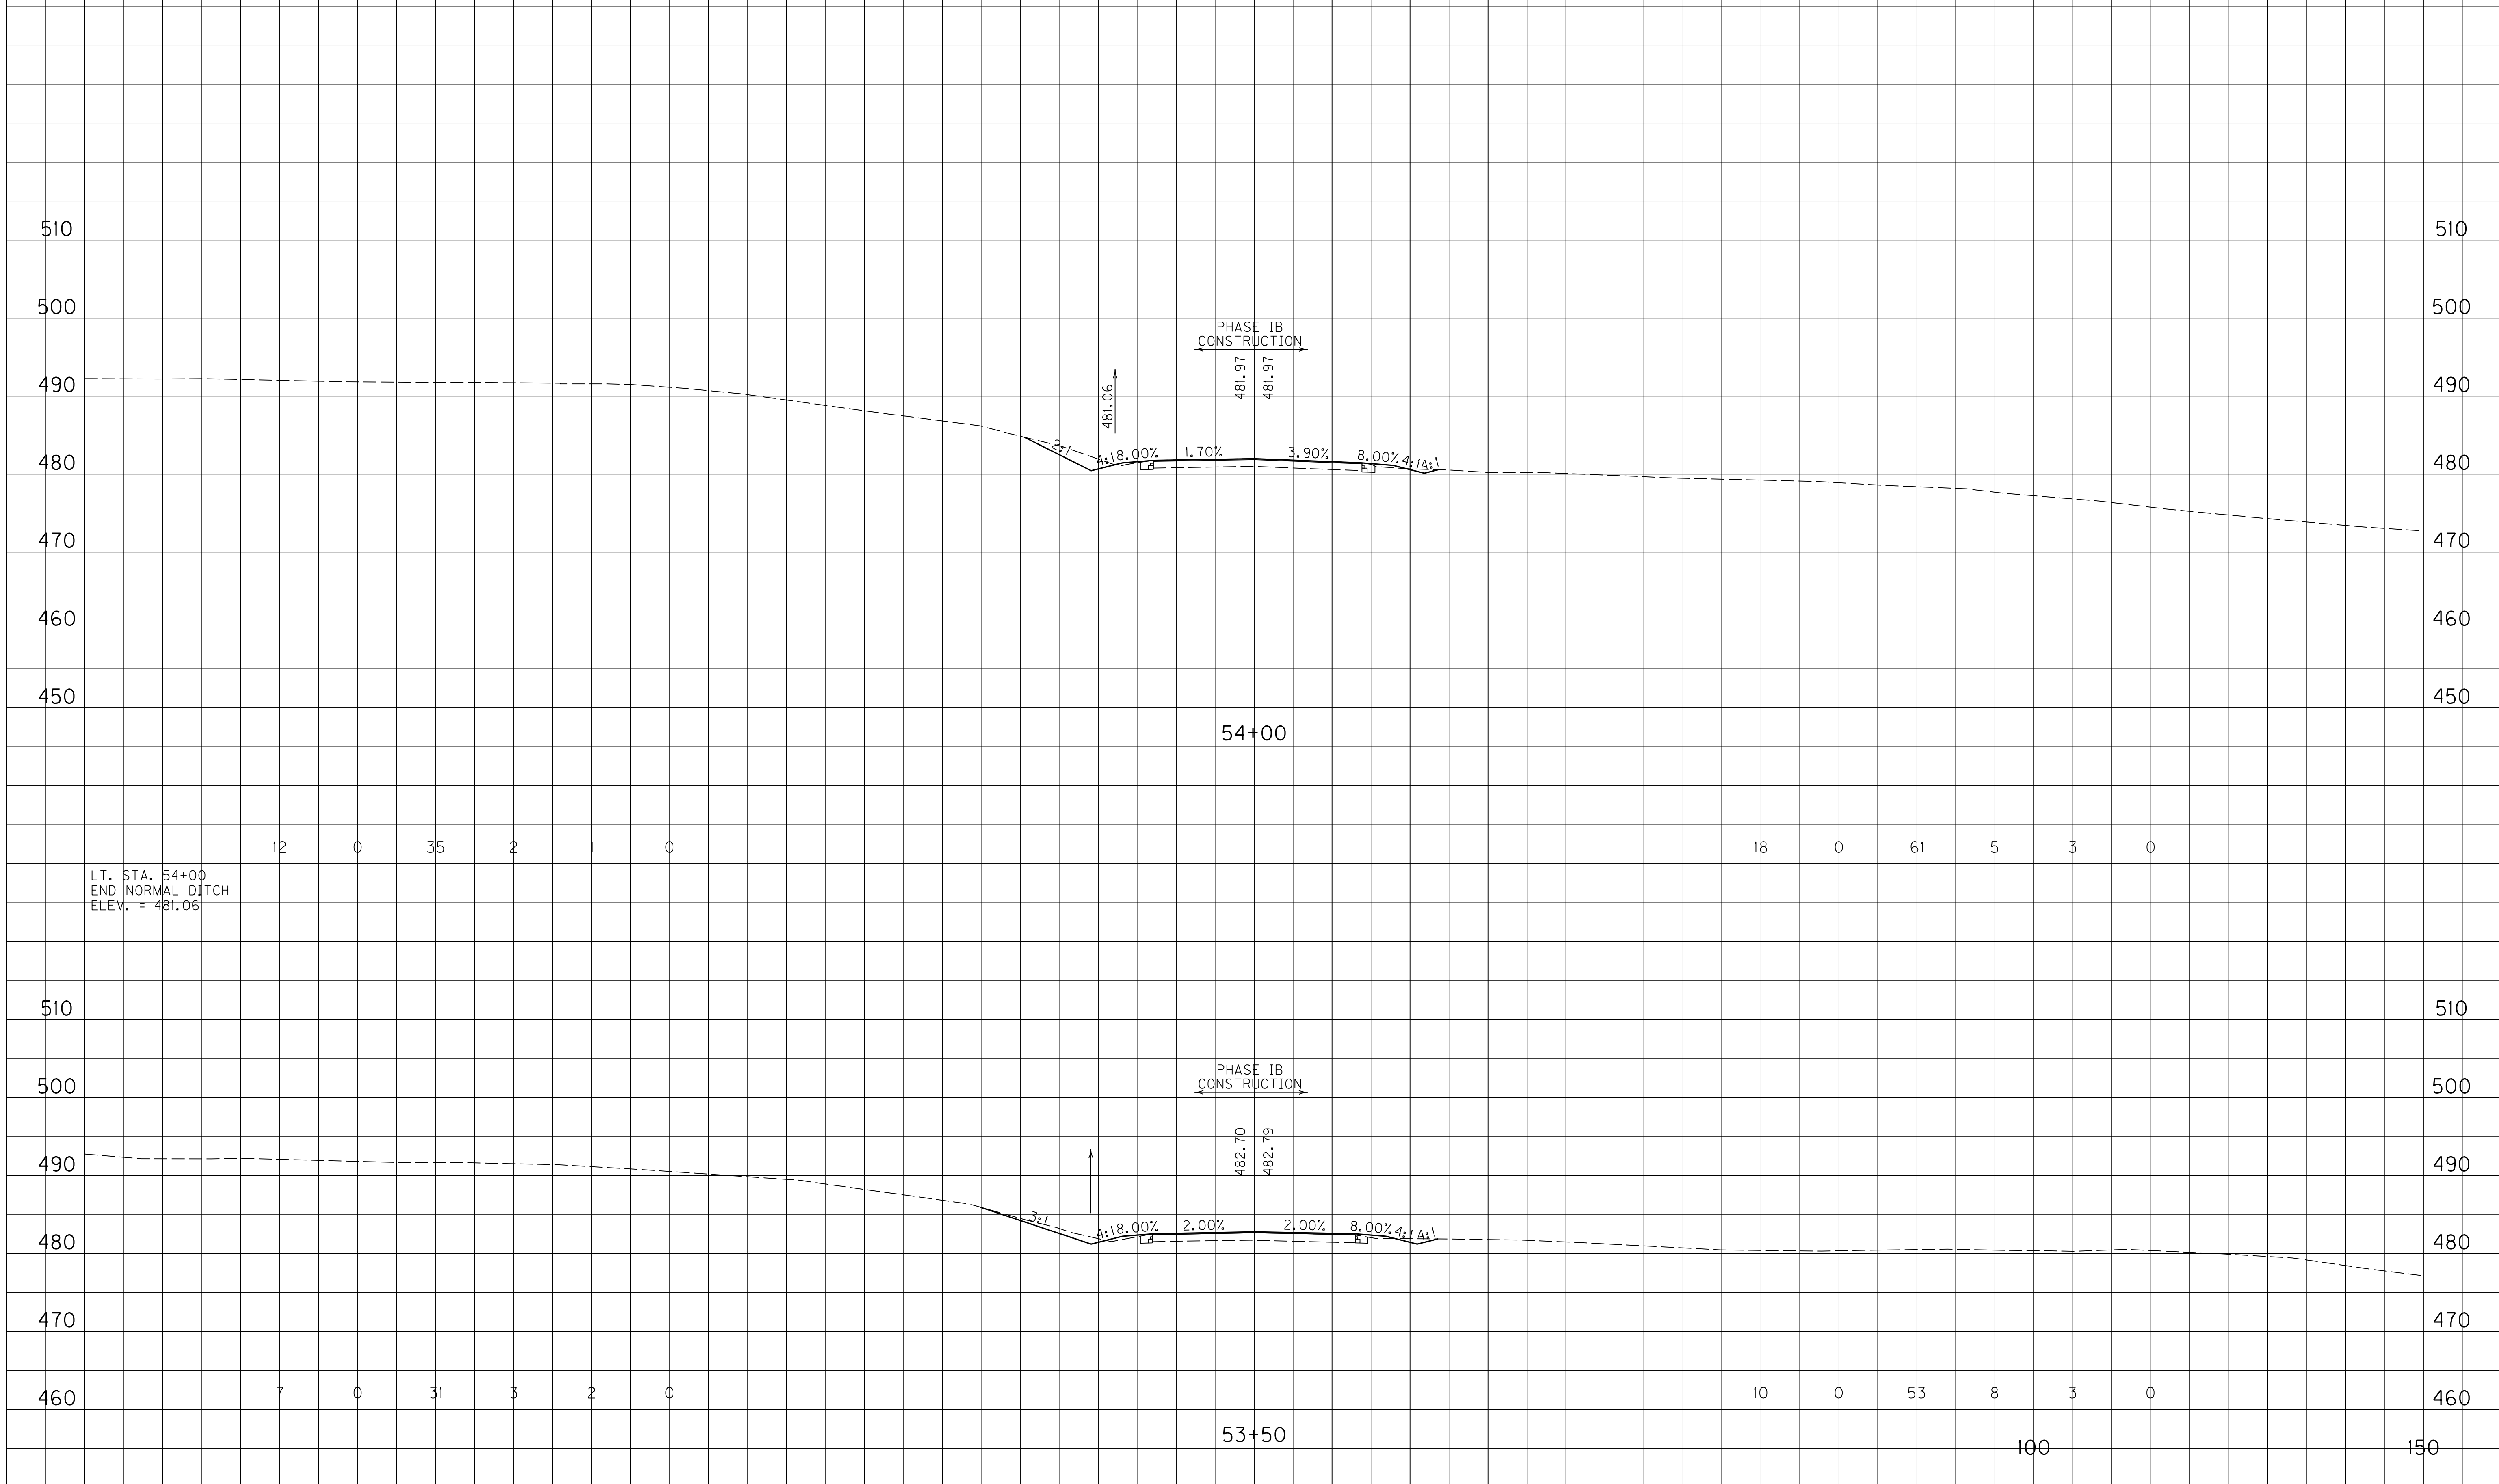 510 510
500 500
PHASE IB
CONSTRUCTION
490 481.06 481.97 481.97 490
480 2:1 4:1 8.00% 1.70% 3.90% 8.00% 4:1 4:1 480
470 470
460 460
450 450
54+00
12 0 35 2 1 0 18 0 61 5 3 0
LT. STA. 54+00
END NORMAL DITCH
ELEV. = 481.06
510 510
PHASE IB
500 CONSTRUCTION 500
490 482.70 482.79 490
480 3:1 4:1 8.00% 2.00% 2.00% 8.00% 4:1 4:1 480
470 470
460 7 0 31 3 2 0 10 0 53 8 3 0 460
53+50
100 150